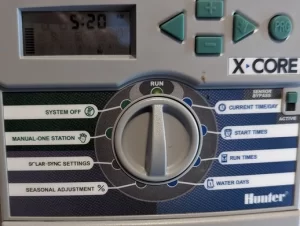 5:20
X-CORE
SENSOR
BYPASS
RUN
SYSTEM OFF
CURRENT TIME/DAY
ACTIVE
MANUAL-ONE STATION
START TIMES
SOLAR-SYNC SETTINGS
RUN TIMES
SEASONAL ADJUSTMENT %
WATER DAYS
Hunter